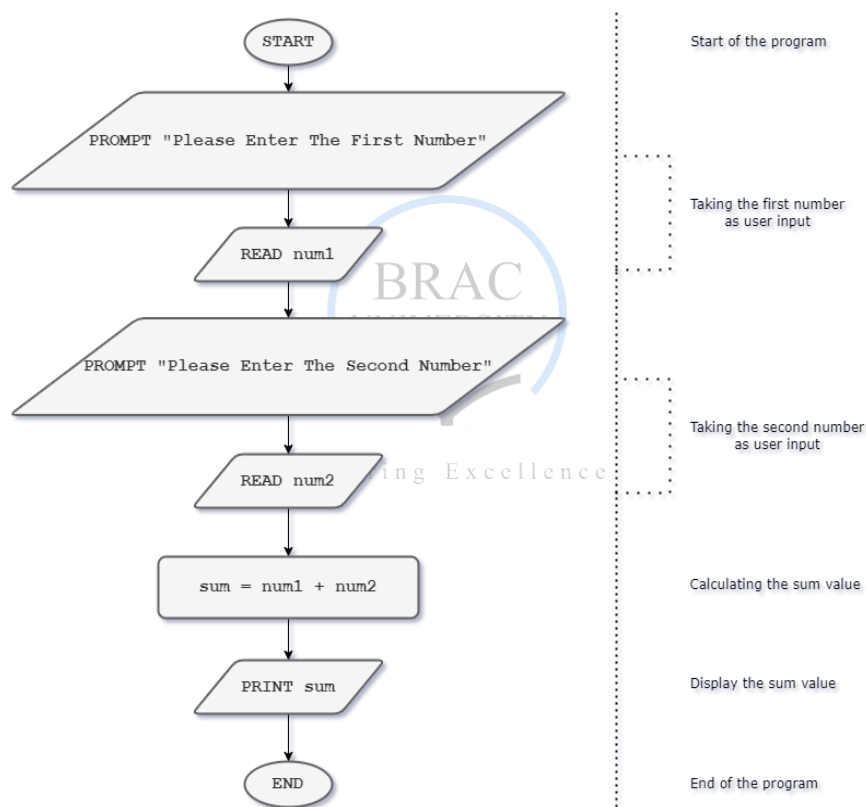 START
Start of the program
PROMPT "Please Enter The First Number"
Taking the first number
as user input
READ num1
BRAC
PROMPT "Please Enter The Second Number"
Taking the second number
as user input
READ num2
Excellence
sum = num1 + num2
Calculating the sum value
PRINT sum
Display the sum value
END
End of the program